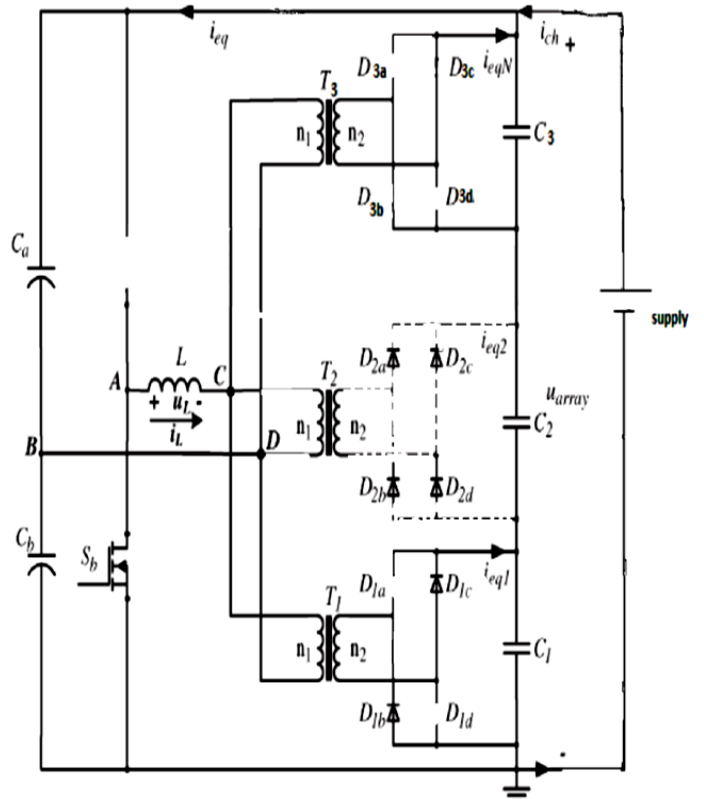 i_eq
i_ch +
D_3a D_3c i_eqN
T_3
n_1 n_2
C_3
D_3b D_3d
C_a
supply
L
T_2
D_2a D_2c i_eq2
A C
+ u_L -
u_array
i_L
n_1 n_2
C_2
B D
D_2b D_2d
C_b
S_b
T_1
D_1a D_1c i_eq1
n_1 n_2
C_1
D_1b D_1d
-